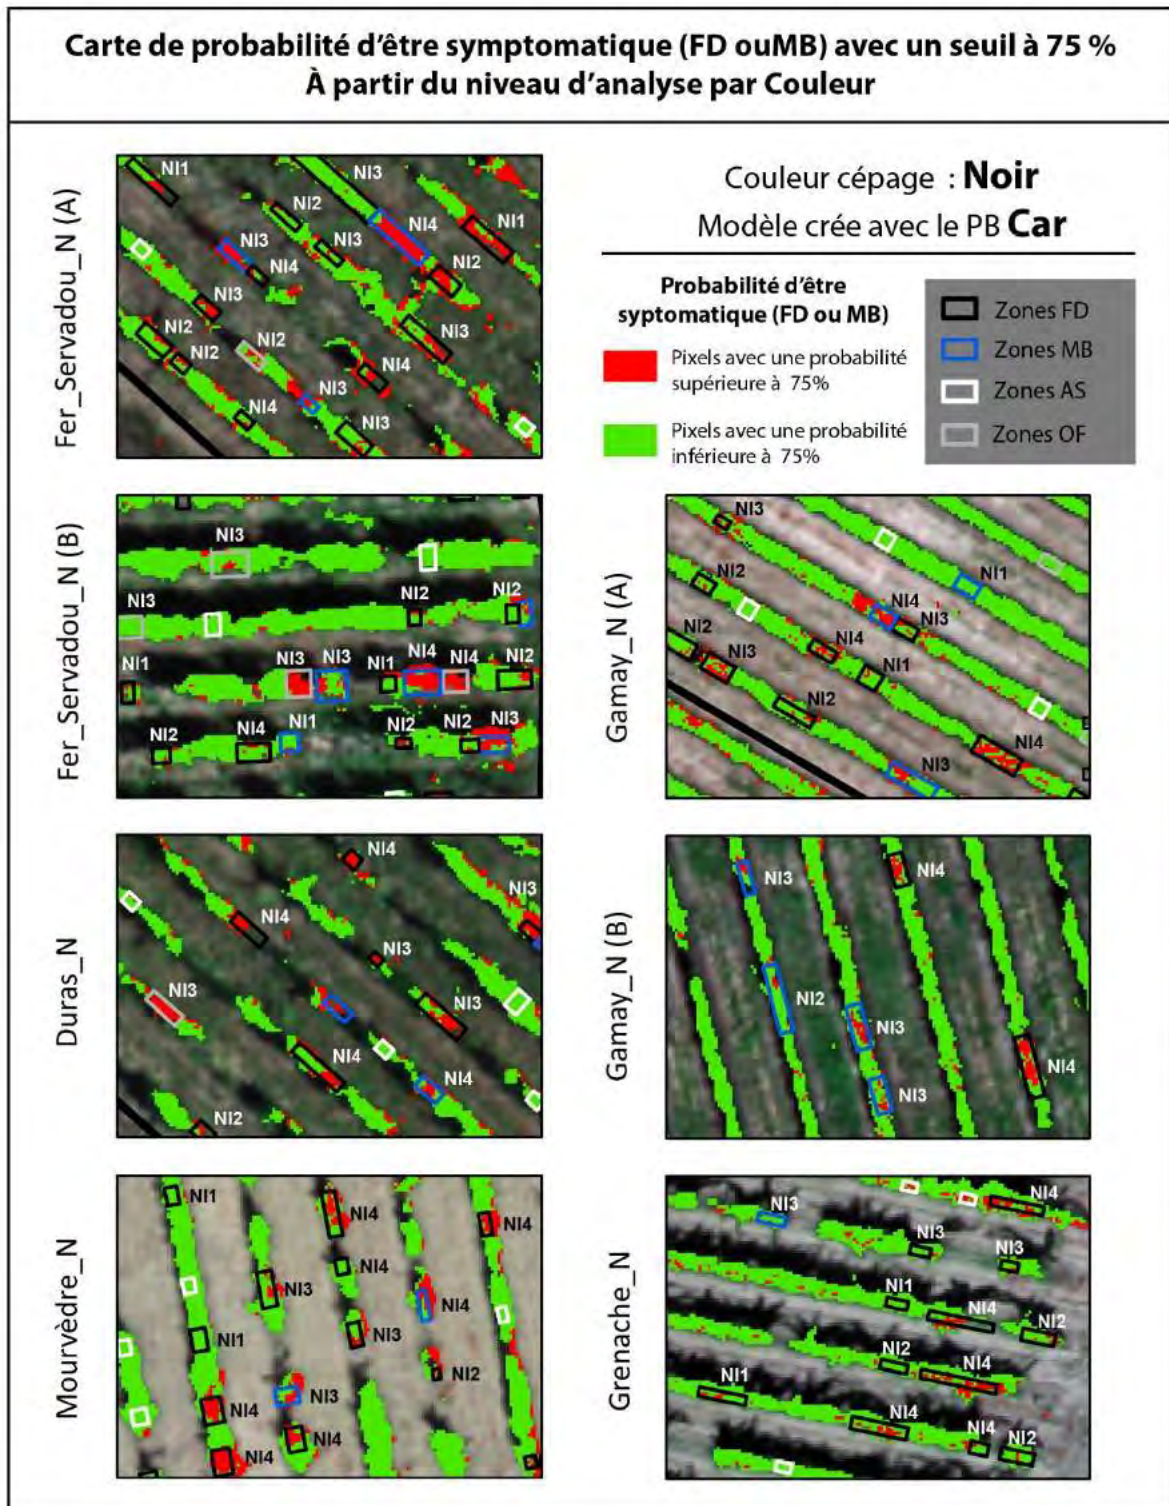 Carte de probabilité d'être symptomatique (FD ouMB) avec un seuil à 75 %
À partir du niveau d'analyse par Couleur
Fer_Servadou_N (A)
NI1
NI3
NI2
NI4
NI1
NI3
NI3
NI4
NI2
NI3
NI3
NI2
NI2
NI2
NI4
NI3
NI4
NI3
Couleur cépage : Noir
Modèle crée avec le PB Car
Probabilité d'être
syptomatique (FD ou MB)
Pixels avec une probabilité
supérieure à 75%
Pixels avec une probabilité
inférieure à 75%
Zones FD
Zones MB
Zones AS
Zones OF
Fer_Servadou_N (B)
NI3
NI3
NI2
NI2
NI1
NI3
NI3
NI1
NI4
NI4
NI2
NI2
NI4
NI1
NI2
NI2
NI3
Gamay_N (A)
NI3
NI1
NI2
NI4
NI3
NI2
NI3
NI4
NI1
NI2
NI4
NI3
Duras_N
NI4
NI3
NI4
NI3
NI3
NI3
NI4
NI4
NI2
Gamay_N (B)
NI3
NI4
NI2
NI3
NI4
NI3
Mourvèdre_N
NI1
NI4
NI4
NI4
NI3
NI4
NI1
NI3
NI2
NI3
NI4
NI4
NI4
Grenache_N
NI4
NI3
NI3
NI3
NI1
NI4
NI2
NI2
NI4
NI1
NI4
NI4
NI2